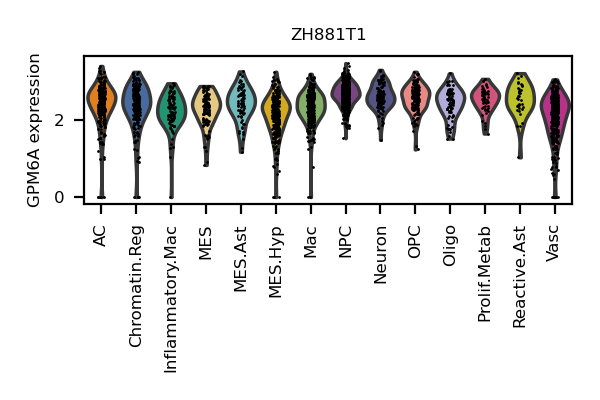 ZH881T1
GPM6A expression
2
0
AC
Chromatin.Reg
Inflammatory.Mac
MES
MES.Ast
MES.Hyp
Mac
NPC
Neuron
OPC
Oligo
Prolif.Metab
Reactive.Ast
Vasc